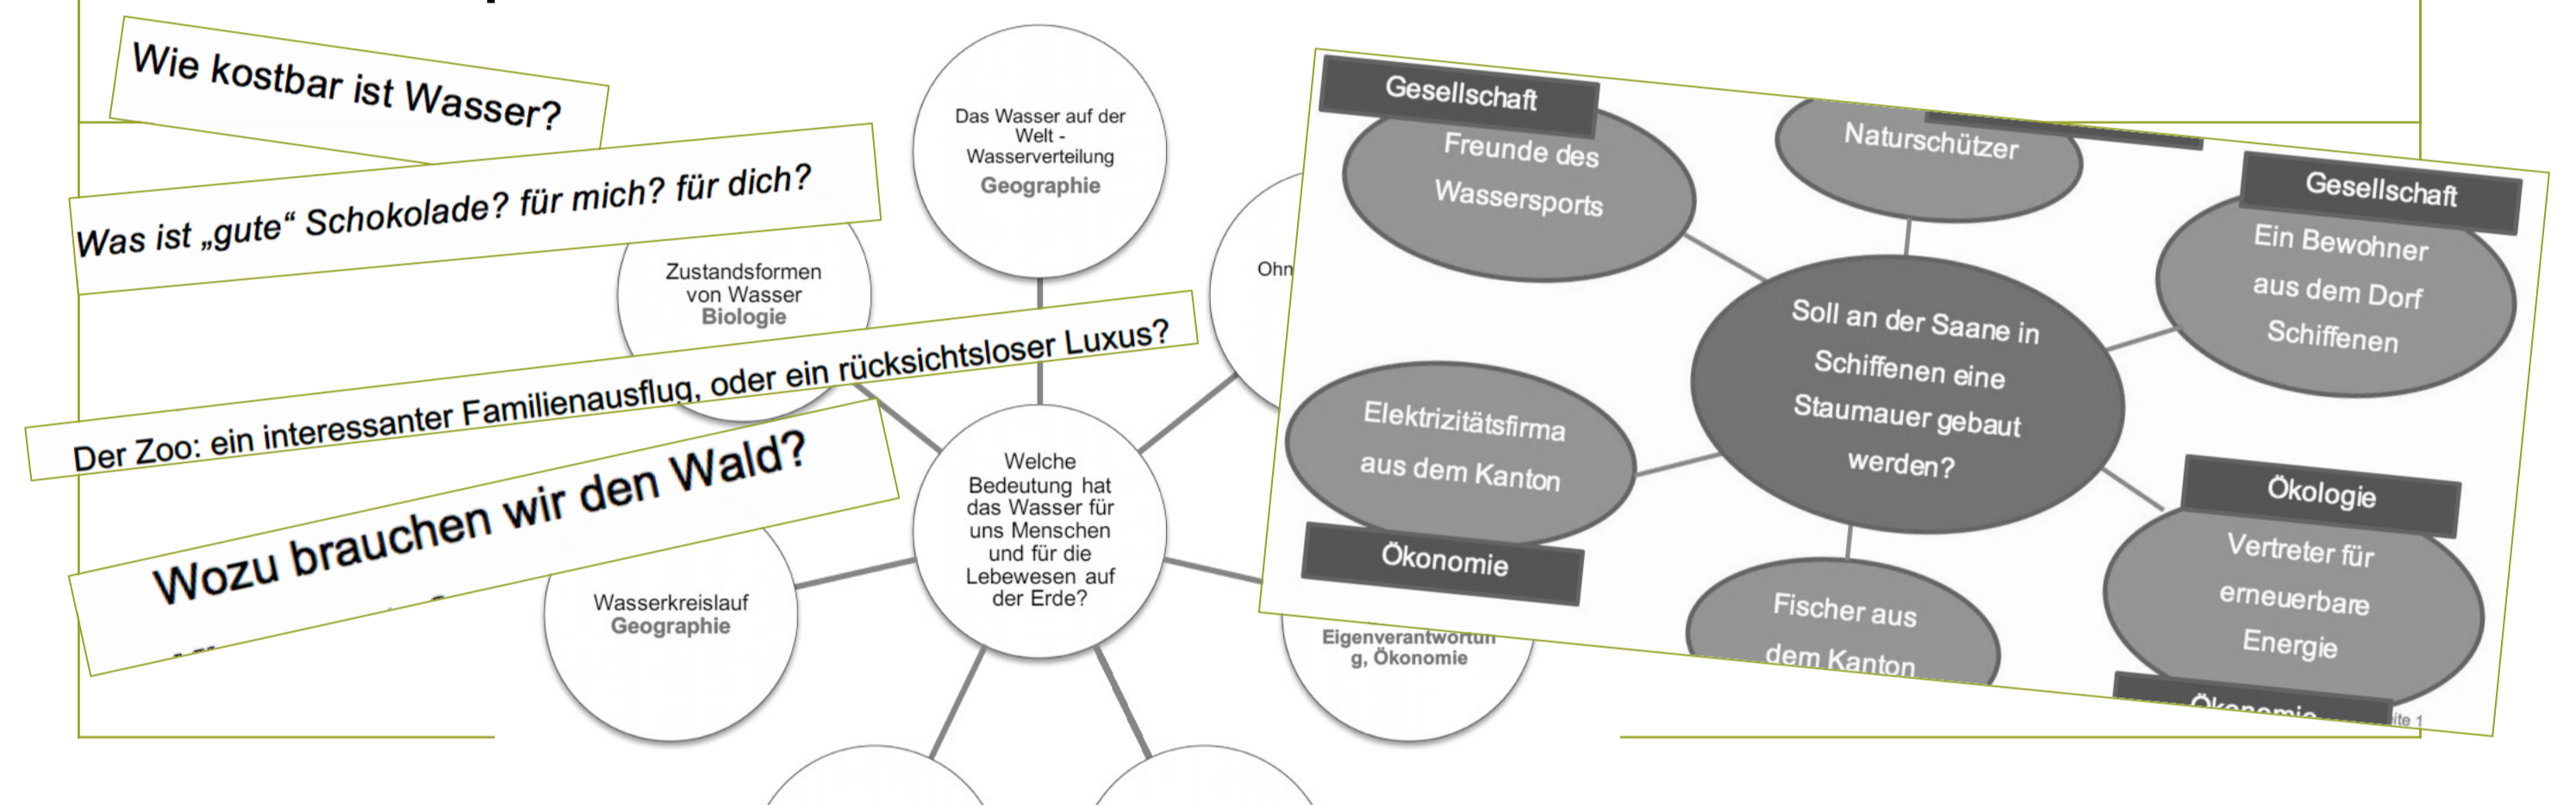 Wie kostbar ist Wasser?
Was ist „gute“ Schokolade? für mich? für dich?
Der Zoo: ein interessanter Familienausflug, oder ein rücksichtsloser Luxus?
Wozu brauchen wir den Wald?
Das Wasser auf der
Welt -
Wasserverteilung
Geographie
Zustandsformen
von Wasser
Biologie
Welche
Bedeutung hat
das Wasser für
uns Menschen
und für die
Lebewesen auf
der Erde?
Wasserkreislauf
Geographie
Eigenverantwortun
g, Ökonomie
Gesellschaft
Freunde des
Wassersports
Naturschützer
Gesellschaft
Ein Bewohner
aus dem Dorf
Schiffenen
Soll an der Saane in
Schiffenen eine
Staumauer gebaut
werden?
Elektrizitätsfirma
aus dem Kanton
Ökonomie
Ökologie
Vertreter für
erneuerbare
Energie
Ökonomie
Fischer aus
dem Kanton